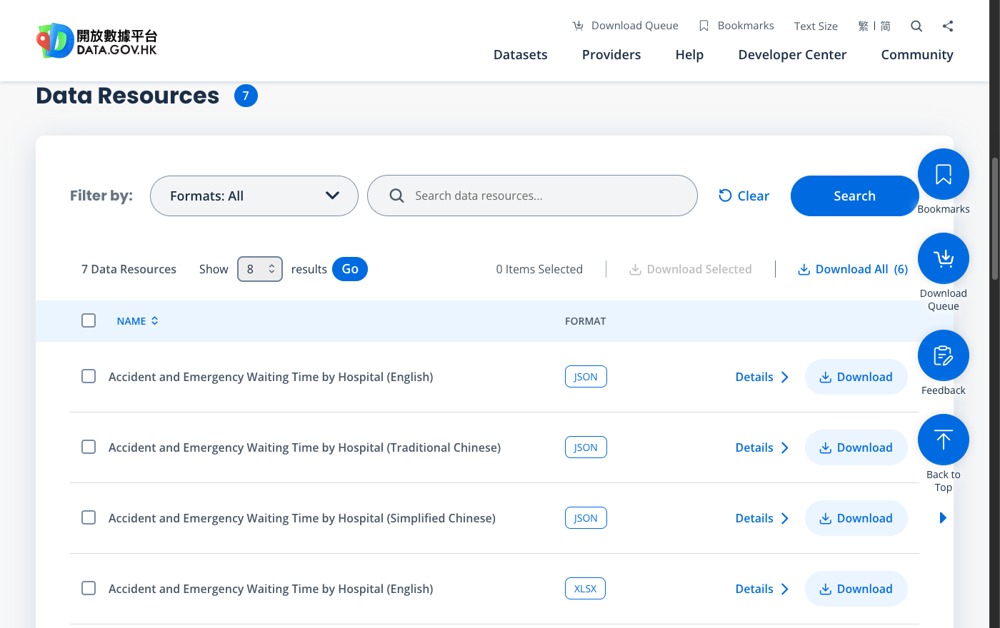 開放數據平台
DATA.GOV.HK
Download Queue
Bookmarks
Text Size
繁 | 简
Datasets
Providers
Help
Developer Center
Community
Data Resources 7
Filter by:
Formats: All
Search data resources...
Clear
Search
Bookmarks
7 Data Resources
Show 8 results Go
0 Items Selected
Download Selected
Download All (6)
Download
Queue
NAME
FORMAT
Accident and Emergency Waiting Time by Hospital (English)
JSON
Details
Download
Feedback
Accident and Emergency Waiting Time by Hospital (Traditional Chinese)
JSON
Details
Download
Back to
Top
Accident and Emergency Waiting Time by Hospital (Simplified Chinese)
JSON
Details
Download
Accident and Emergency Waiting Time by Hospital (English)
XLSX
Details
Download